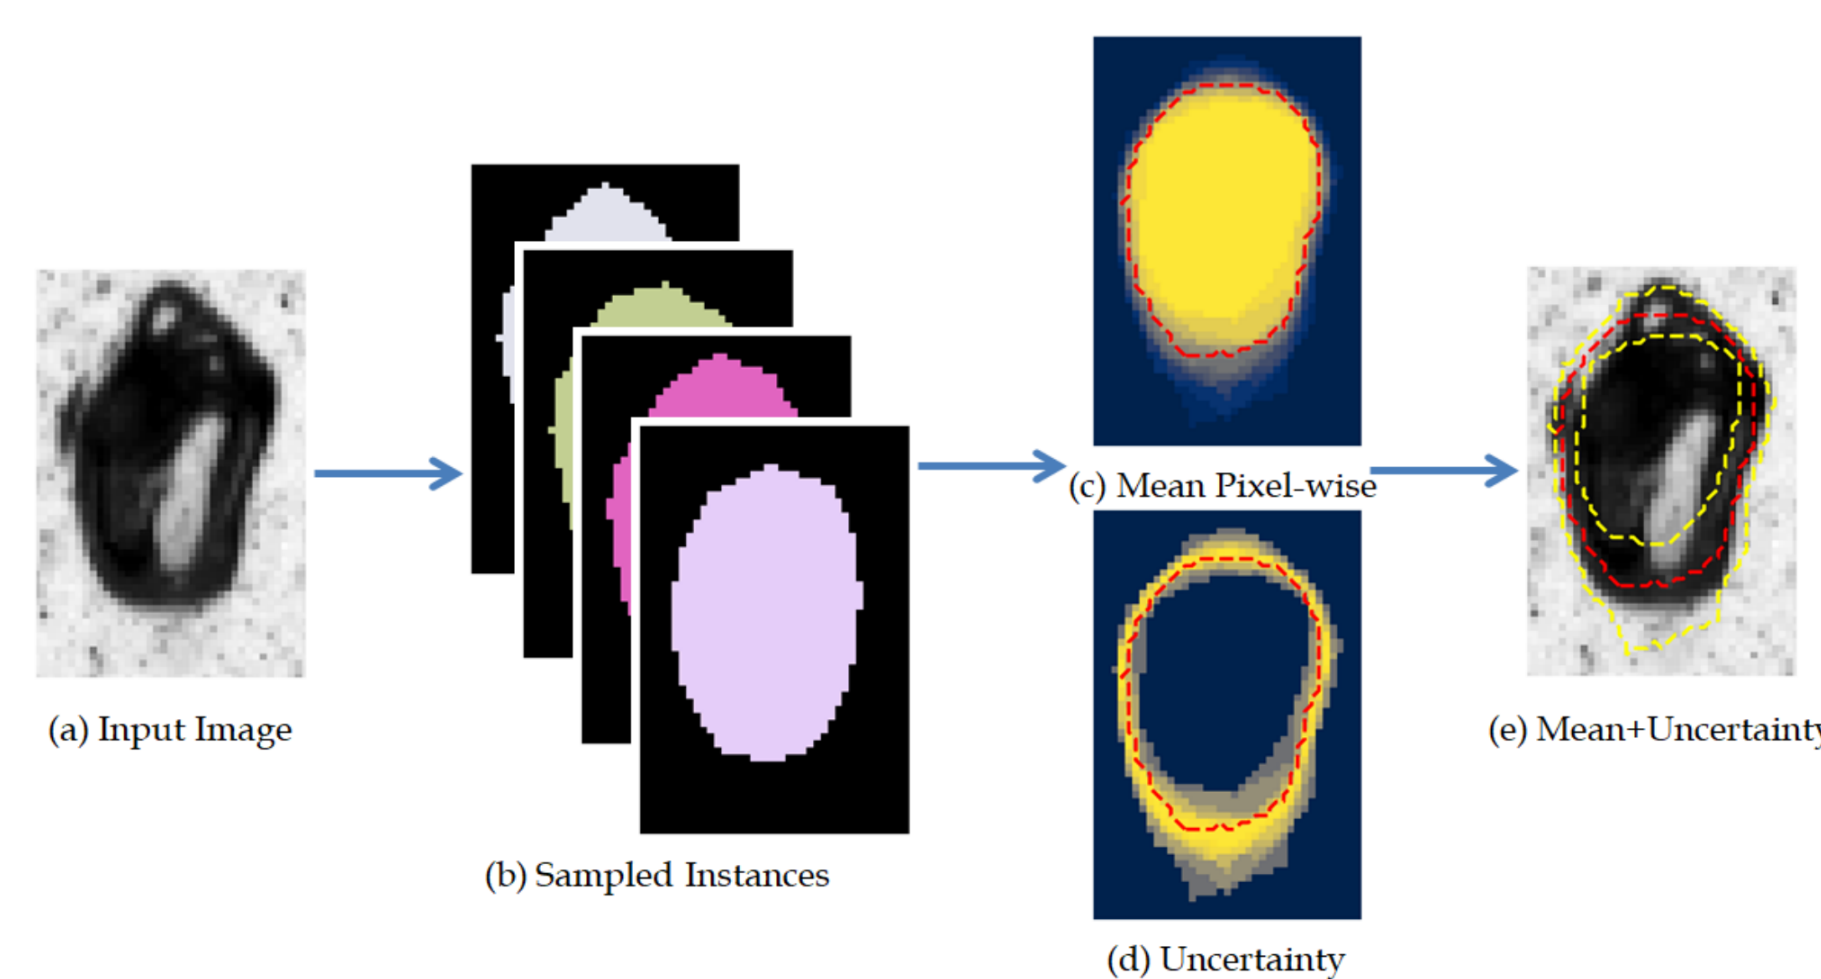 (a) Input Image
(b) Sampled Instances
(c) Mean Pixel-wise
(d) Uncertainty
(e) Mean+Uncertainty